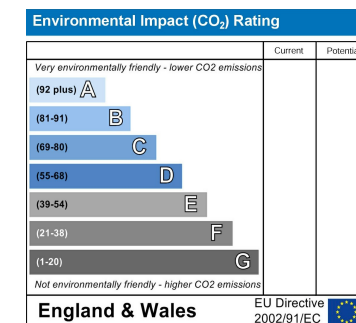 Environmental Impact (CO₂) Rating
Current
Very environmentally friendly - lower CO2 emissions
(92 plus) A
(81-91) B
(69-80) C
(55-68) D
(39-54) E
(21-38) F
(1-20) G
Not environmentally friendly - higher CO2 emissions
England & Wales
EU Directive
2002/91/EC